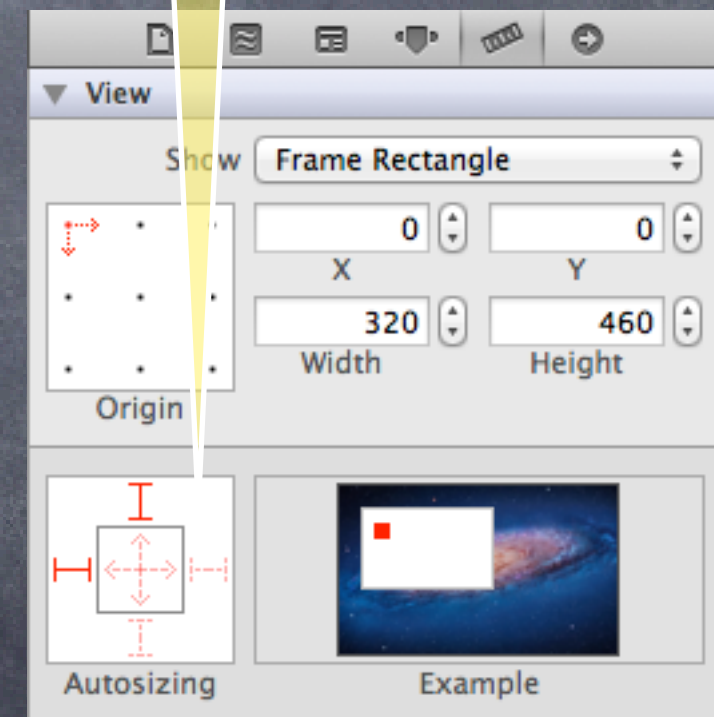 View
Show Frame Rectangle
0 0
X Y
320 460
Width Height
Origin
Autosizing Example